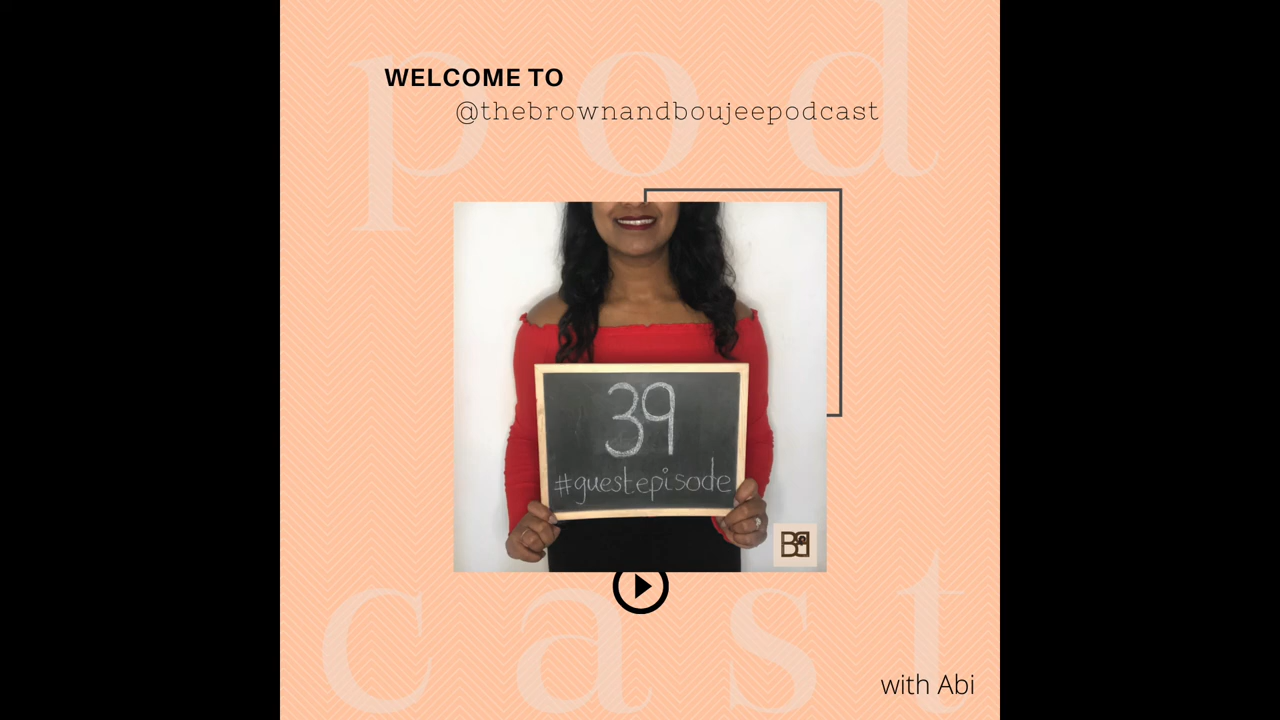 pod
WELCOME TO
@thebrownandboujeepodcast
39
#guestepisode
cast
with Abi